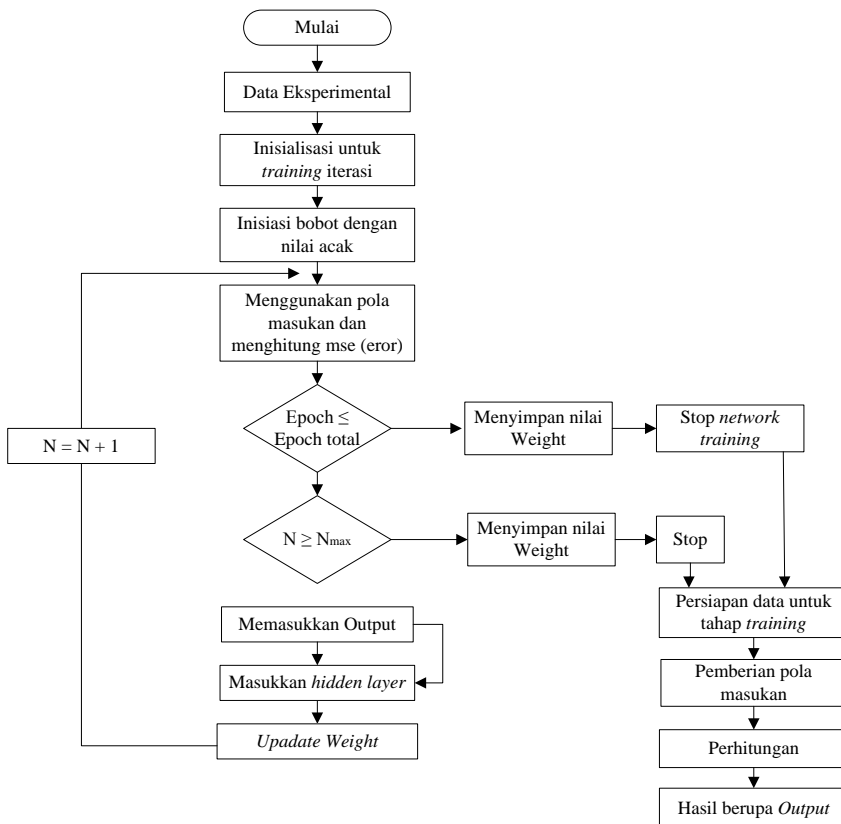 Mulai
Data Eksperimental
Inisialisasi untuk
training iterasi
Inisiasi bobot dengan
nilai acak
Menggunakan pola
masukan dan
menghitung mse (eror)
Epoch ≤
Epoch total
Menyimpan nilai
Weight
Stop network
training
N = N + 1
N ≥ Nmax
Menyimpan nilai
Weight
Stop
Memasukkan Output
Persiapan data untuk
tahap training
Masukkan hidden layer
Pemberian pola
masukan
Upadate Weight
Perhitungan
Hasil berupa Output